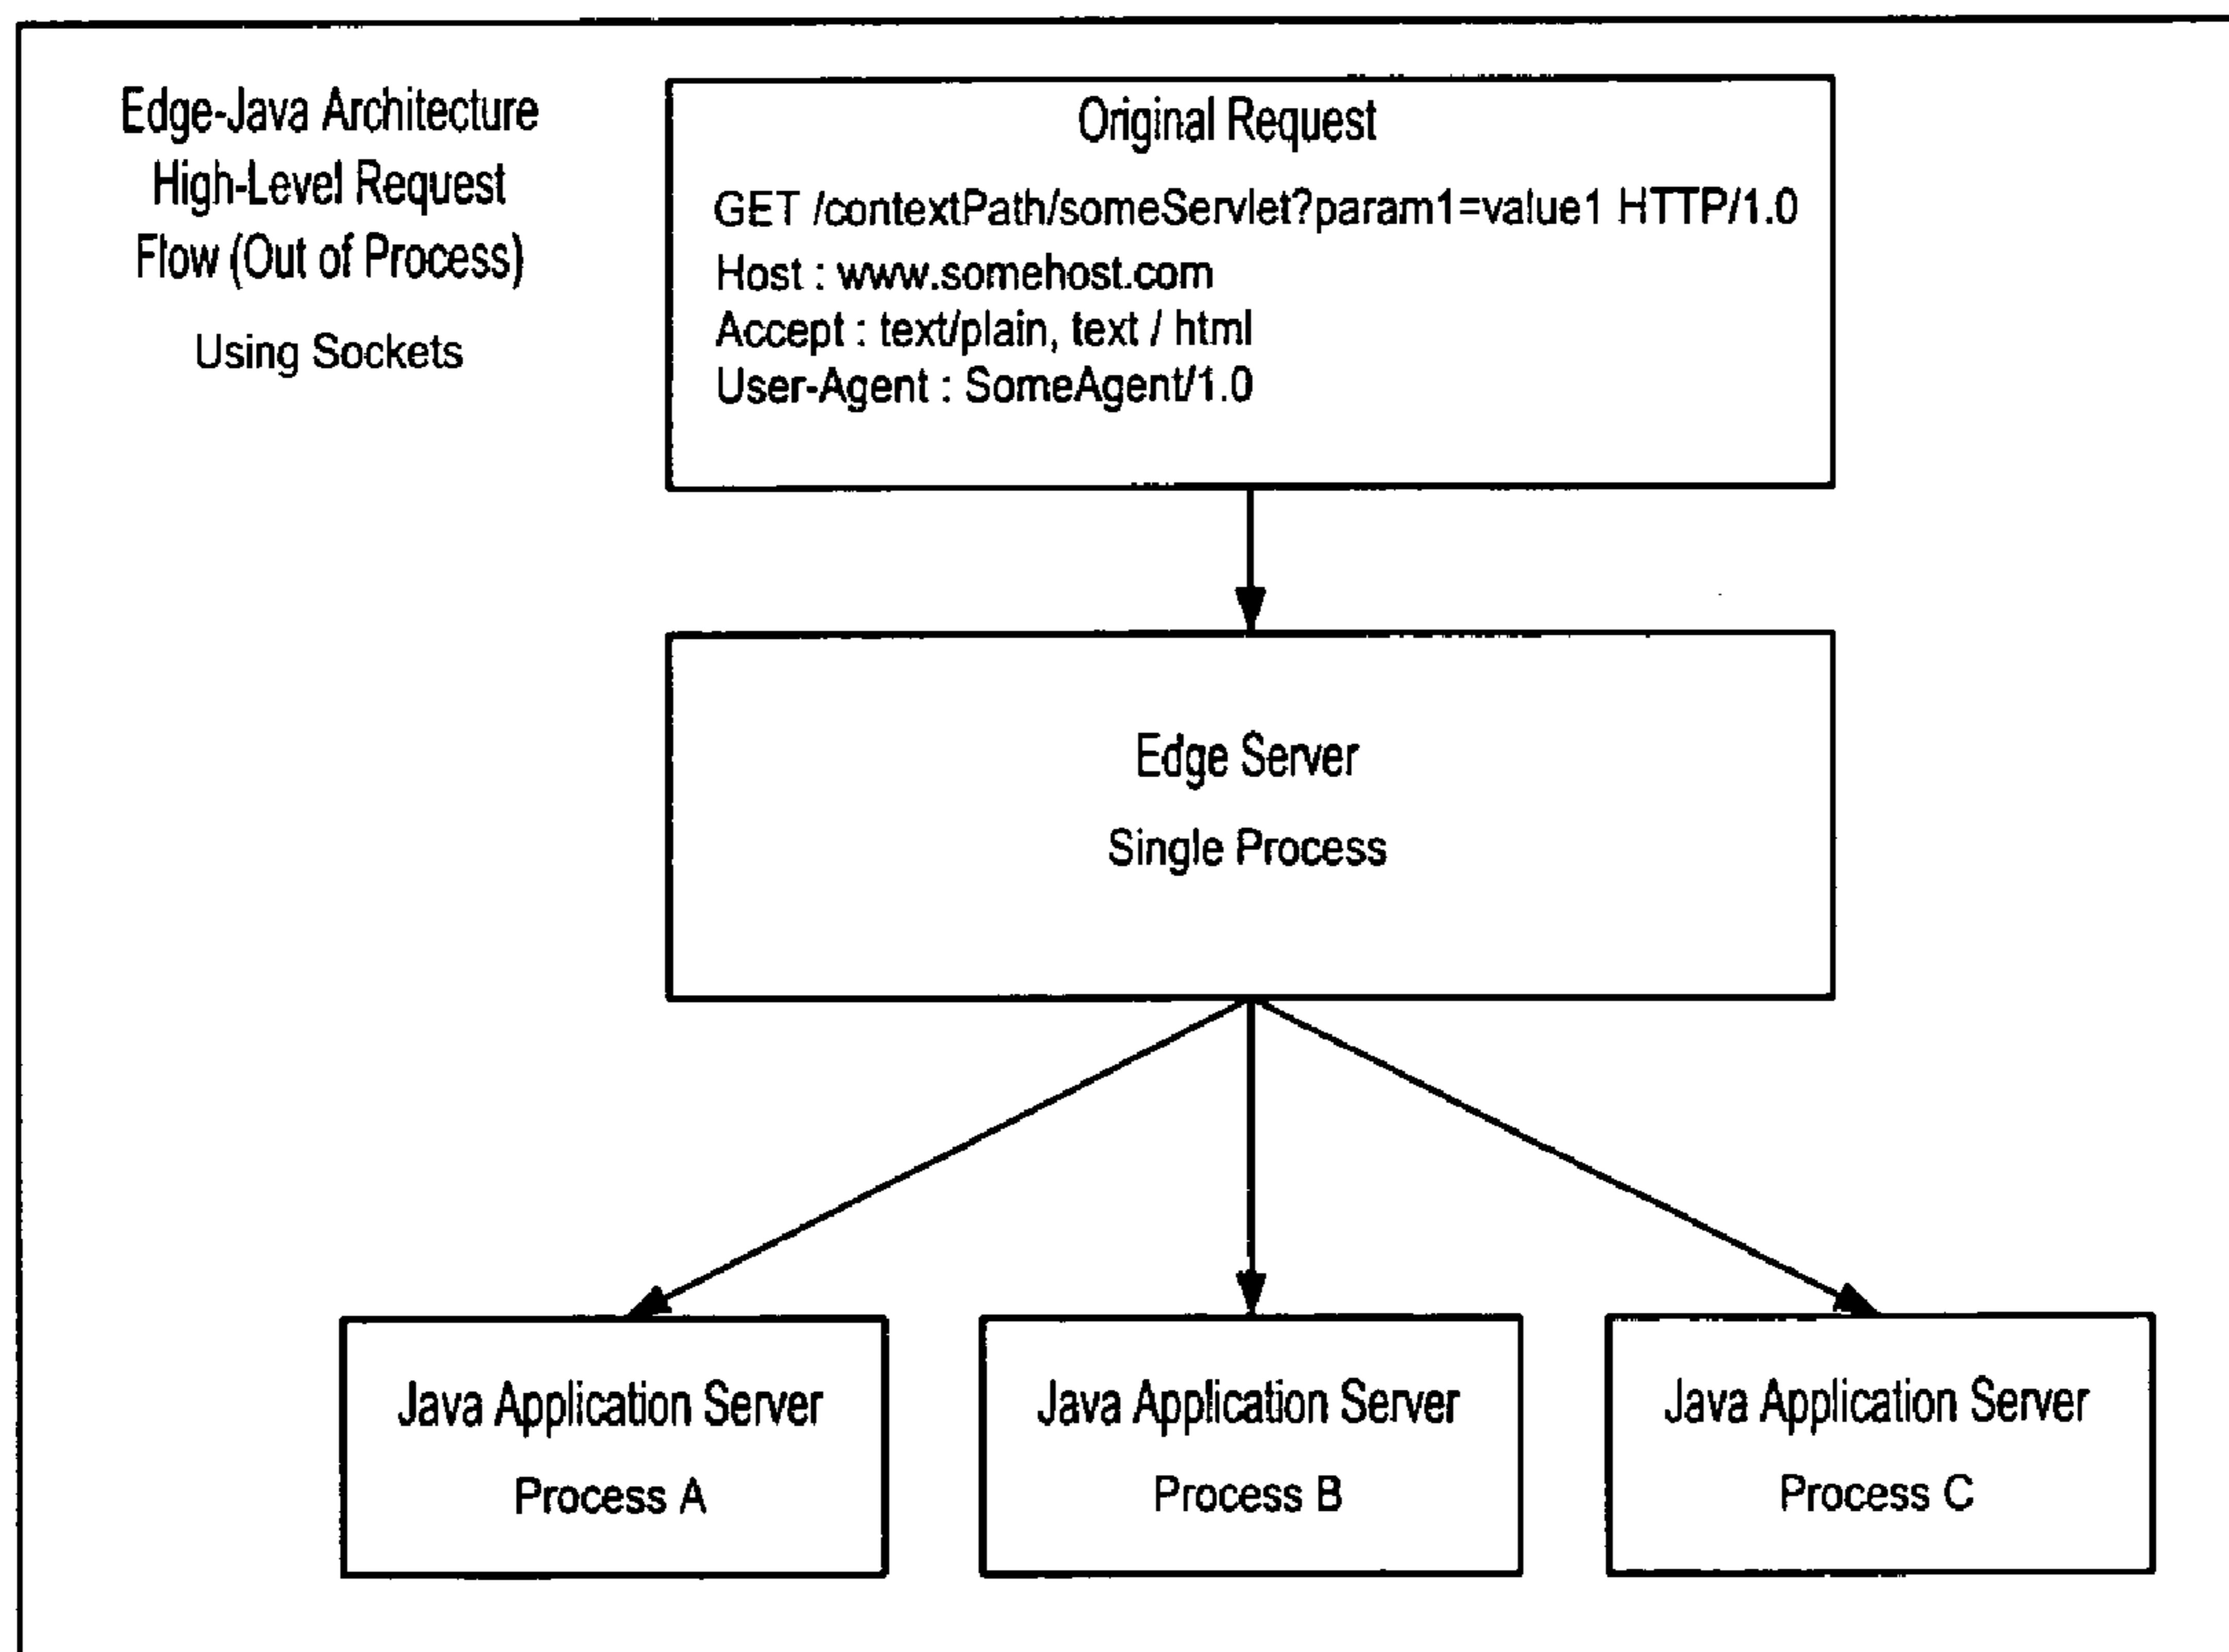 Edge-Java Architecture
High-Level Request
Flow (Out of Process)
Using Sockets
Original Request
GET /contextPath/someServlet?param1=value1 HTTP/1.0
Host : www.somehost.com
Accept : text/plain, text / html
User-Agent : SomeAgent/1.0
Edge Server
Single Process
Java Application Server
Process A
Java Application Server
Process B
Java Application Server
Process C